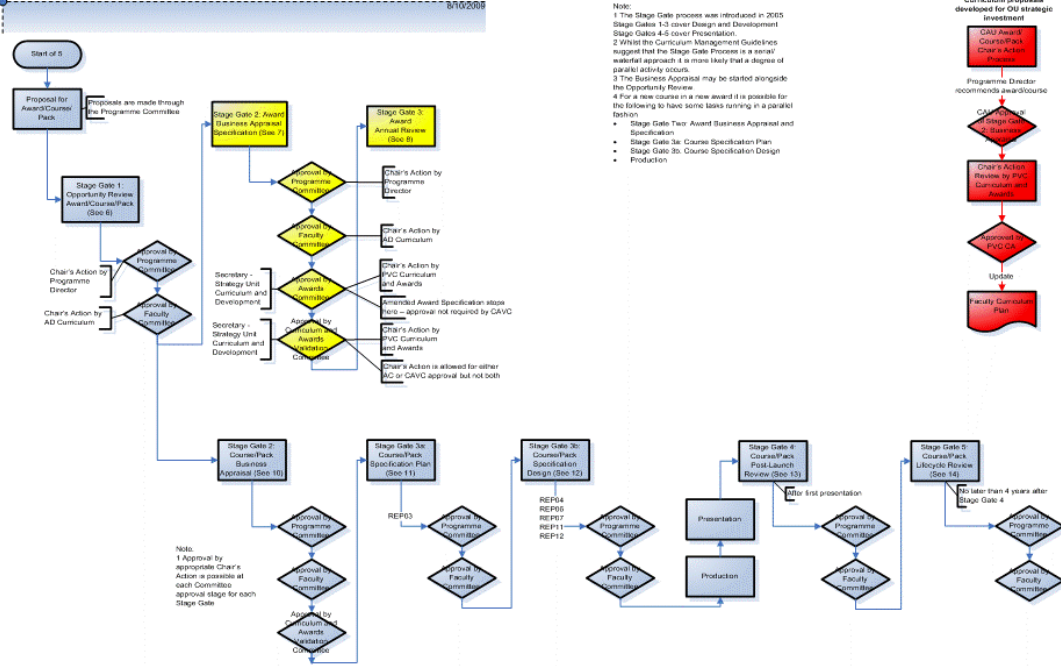 8/10/2009
Start of 5
Proposal for
Award/Course/
Pack
Proposals are made through
the Programme Committee
Stage Gate 1:
Opportunity Review
Award/Course/Pack
(See 6)
Approval by
Programme
Committee
Chair's Action by
Programme
Director
Approval by
Faculty
Committee
Chair's Action by
AD Curriculum
Stage Gate 2: Award
Business Appraisal
Specification (See 7)
Stage Gate 3:
Award
Annual Review
(See 8)
Approval by
Programme
Committee
Chair's Action by
Programme
Director
Approval by
Faculty
Committee
Chair's Action by
AD Curriculum
Secretary -
Strategy Unit
Curriculum and
Development
Approval by
Awards
Committee
Chair's Action by
PVC Curriculum
and Awards
Amended Award Specification stops
here – approval not required by CAVC
Secretary -
Strategy Unit
Curriculum and
Development
Approval by
Curriculum and
Awards
Validation
Committee
Chair's Action by
PVC Curriculum
and Awards
Chair's Action is allowed for either
AC or CAVC approval but not both
Note:
1 The Stage Gate process was introduced in 2005
Stage Gates 1-3 cover Design and Development
Stage Gates 4-5 cover Presentation.
2 Whilst the Curriculum Management Guidelines
suggest that the Stage Gate Process is a serial/
waterfall approach it is more likely that a degree of
parallel activity occurs.
3 The Business Appraisal may be started alongside
the Opportunity Review
4 For a new course in a new award it is possible for
the following to have some tasks running in a parallel
fashion
• Stage Gate Two: Award Business Appraisal and
Specification
• Stage Gate 3a: Course Specification Plan
• Stage Gate 3b. Course Specification Design
• Production
Curriculum proposals
developed for OU strategic
investment
CAU Award/
Course/Pack
Chair's Action
Process
Programme Director
recommends award/course
CAU Approval
of Stage Gate
2: Business
Appraisal
Chair's Action
Review by PVC
Curriculum and
Awards
Approved by
PVC CA
Update
Faculty Curriculum
Plan
Stage Gate 2:
Course/Pack
Business
Appraisal (See 10)
Approval by
Programme
Committee
Approval by
Faculty
Committee
Approval by
Curriculum and
Awards
Validation
Committee
Note.
1 Approval by
appropriate Chair's
Action is possible at
each Committee
approval stage for each
Stage Gate
Stage Gate 3a:
Course/Pack
Specification Plan
(See 11)
REP03
Approval by
Programme
Committee
Approval by
Faculty
Committee
Stage Gate 3b:
Course/Pack
Specification
Design (See 12)
REP04
REP06
REP07
REP11
REP12
Approval by
Programme
Committee
Approval by
Faculty
Committee
Presentation
Production
Stage Gate 4:
Course/Pack
Post-Launch
Review (See 13)
After first presentation
Approval by
Programme
Committee
Approval by
Faculty
Committee
Stage Gate 5:
Course/Pack
Lifecycle Review
(See 14)
No later than 4 years after
Stage Gate 4
Approval by
Programme
Committee
Approval by
Faculty
Committee